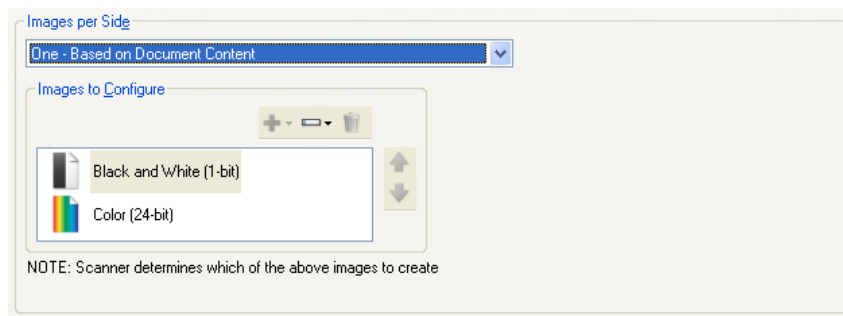 Images per Side
One - Based on Document Content
Images to Configure
Black and White (1-bit)
Color (24-bit)
NOTE: Scanner determines which of the above images to create